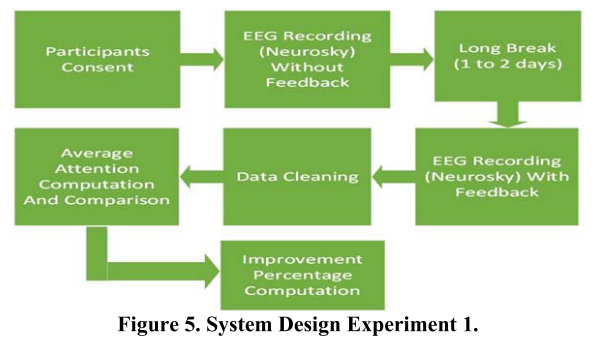 Participants
Consent
EEG Recording
(Neurosky)
Without
Feedback
Long Break
(1 to 2 days)
EEG Recording
(Neurosky) With
Feedback
Data Cleaning
Average
Attention
Computation
And Comparison
Improvement
Percentage
Computation
Figure 5. System Design Experiment 1.